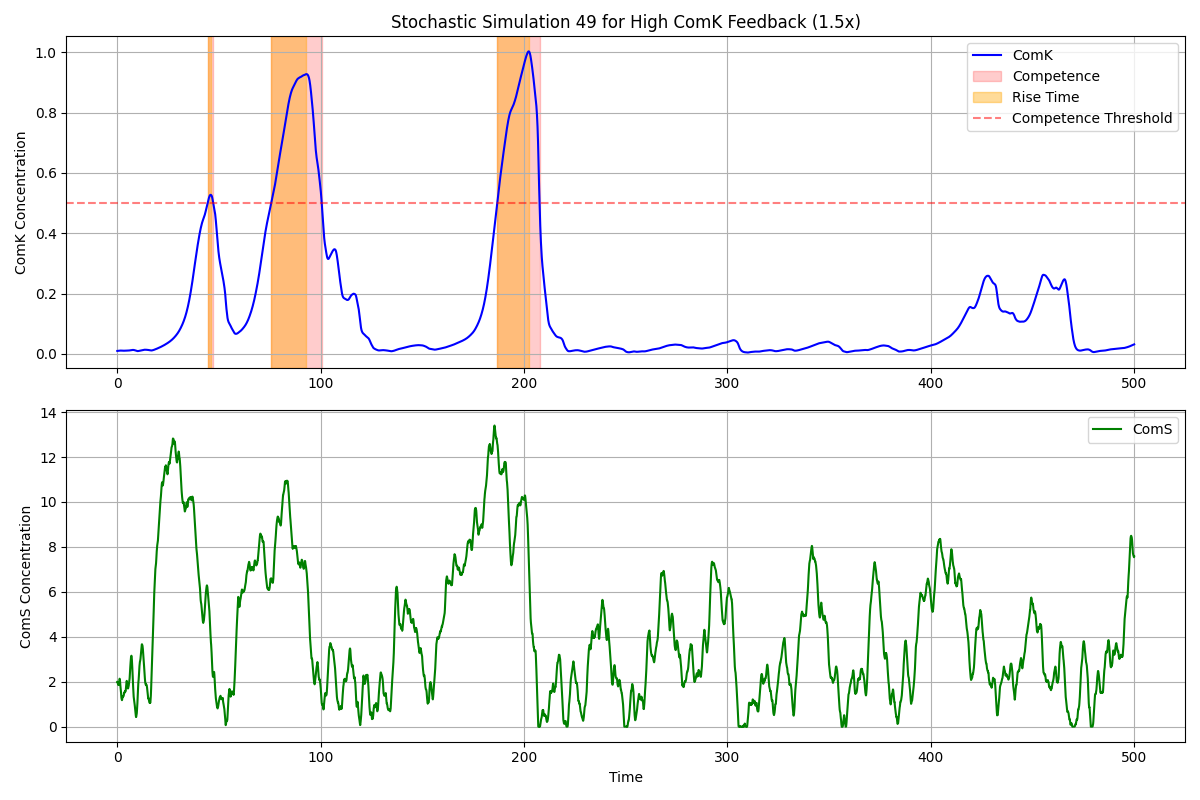 Stochastic Simulation 49 for High ComK Feedback (1.5x)
ComK Concentration
1.0
0.8
0.6
0.4
0.2
0.0
ComK
Competence
Rise Time
Competence Threshold
0 100 200 300 400 500
ComS Concentration
14
12
10
8
6
4
2
0
ComS
0 100 200 300 400 500
Time